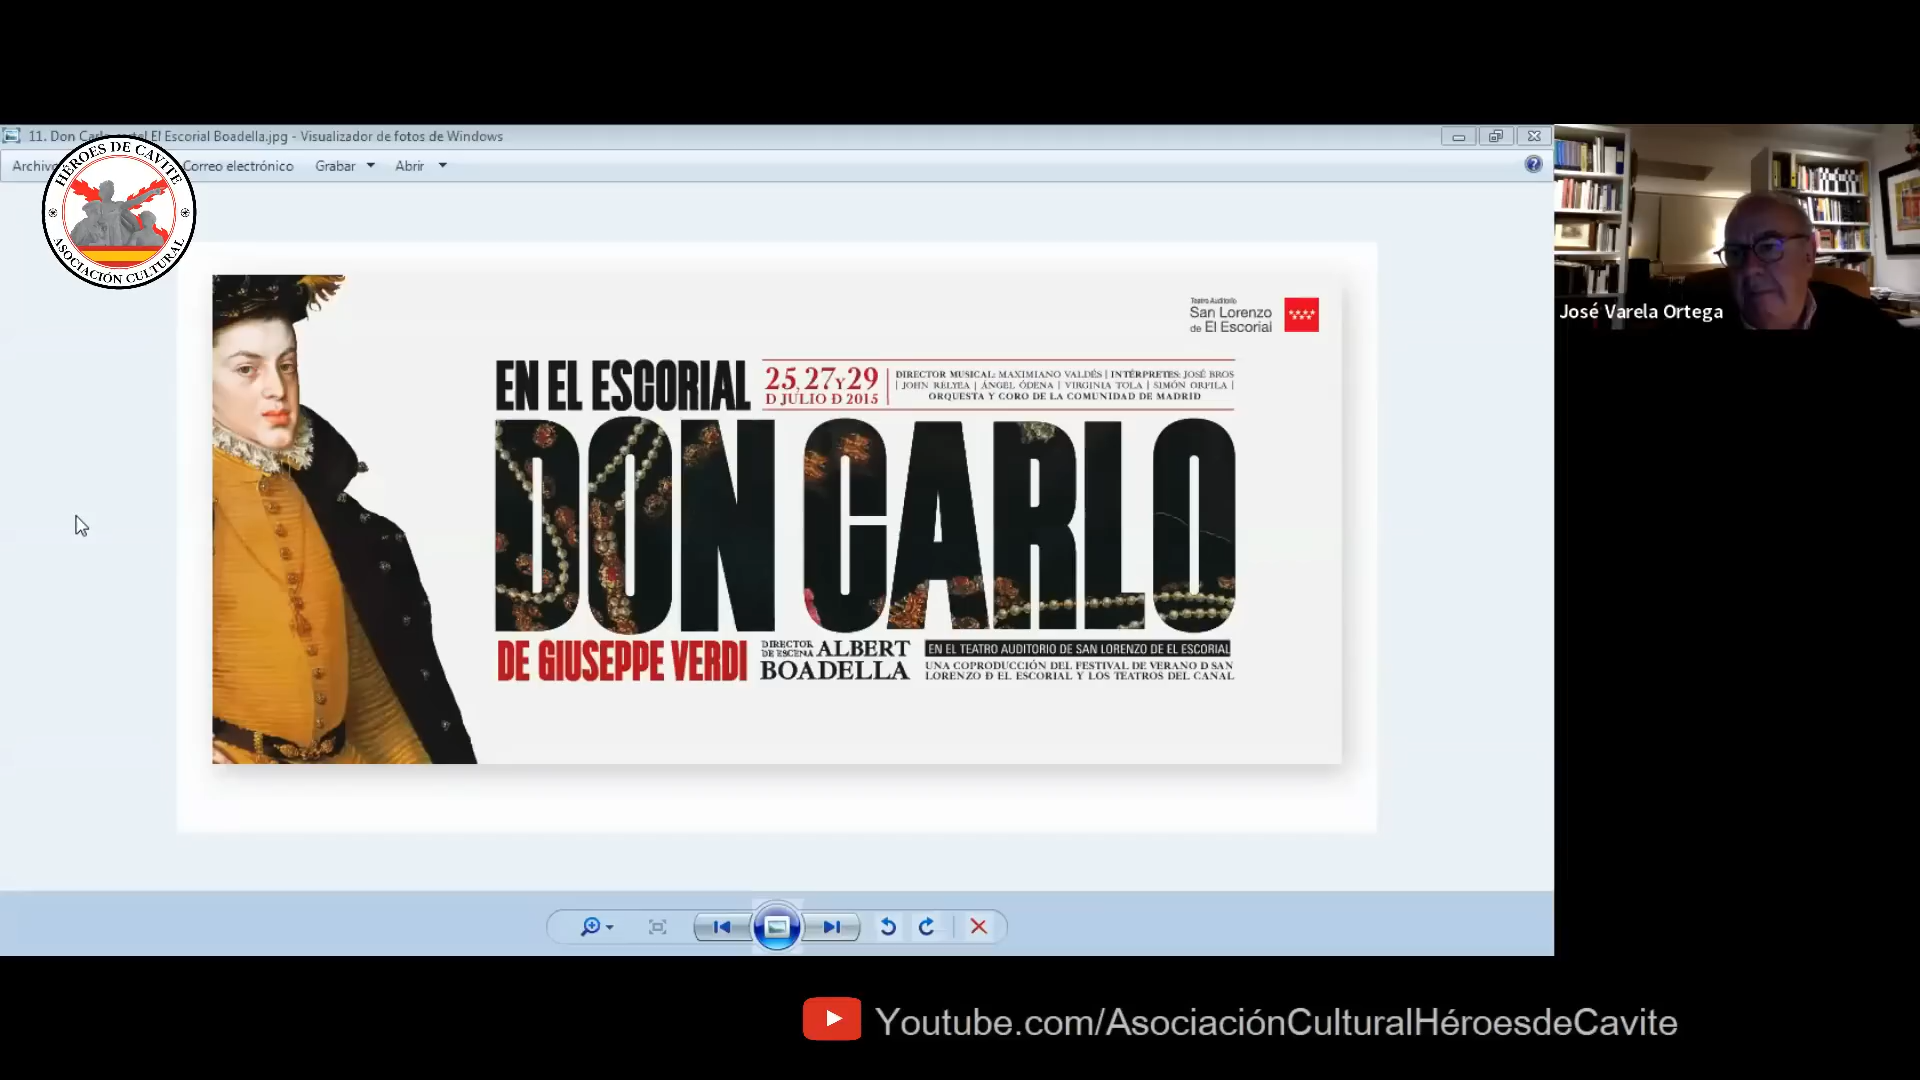 11. Don Carlo cartel El Escorial Boadella.jpg - Visualizador de fotos de Windows
Archivo
Correo electrónico
Grabar
Abrir
HÉROES DE CAVITE
ASOCIACIÓN CULTURAL
José Varela Ortega
Teatro Auditorio
San Lorenzo
de El Escorial
EN EL ESCORIAL
25, 27 Y 29
D JULIO D 2015
DIRECTOR MUSICAL: MAXIMIANO VALDÉS | INTÉRPRETES: JOSÉ BROS
| JOHN RELYEA | ÁNGEL ÓDENA | VIRGINIA TOLA | SIMÓN ORFILA |
ORQUESTA Y CORO DE LA COMUNIDAD DE MADRID
DON CARLO
DE GIUSEPPE VERDI
DIRECTOR
DE ESCENA ALBERT
BOADELLA
EN EL TEATRO AUDITORIO DE SAN LORENZO DE EL ESCORIAL
UNA COPRODUCCIÓN DEL FESTIVAL DE VERANO D SAN
LORENZO D EL ESCORIAL Y LOS TEATROS DEL CANAL
Youtube.com/AsociaciónCulturalHéroesdeCavite